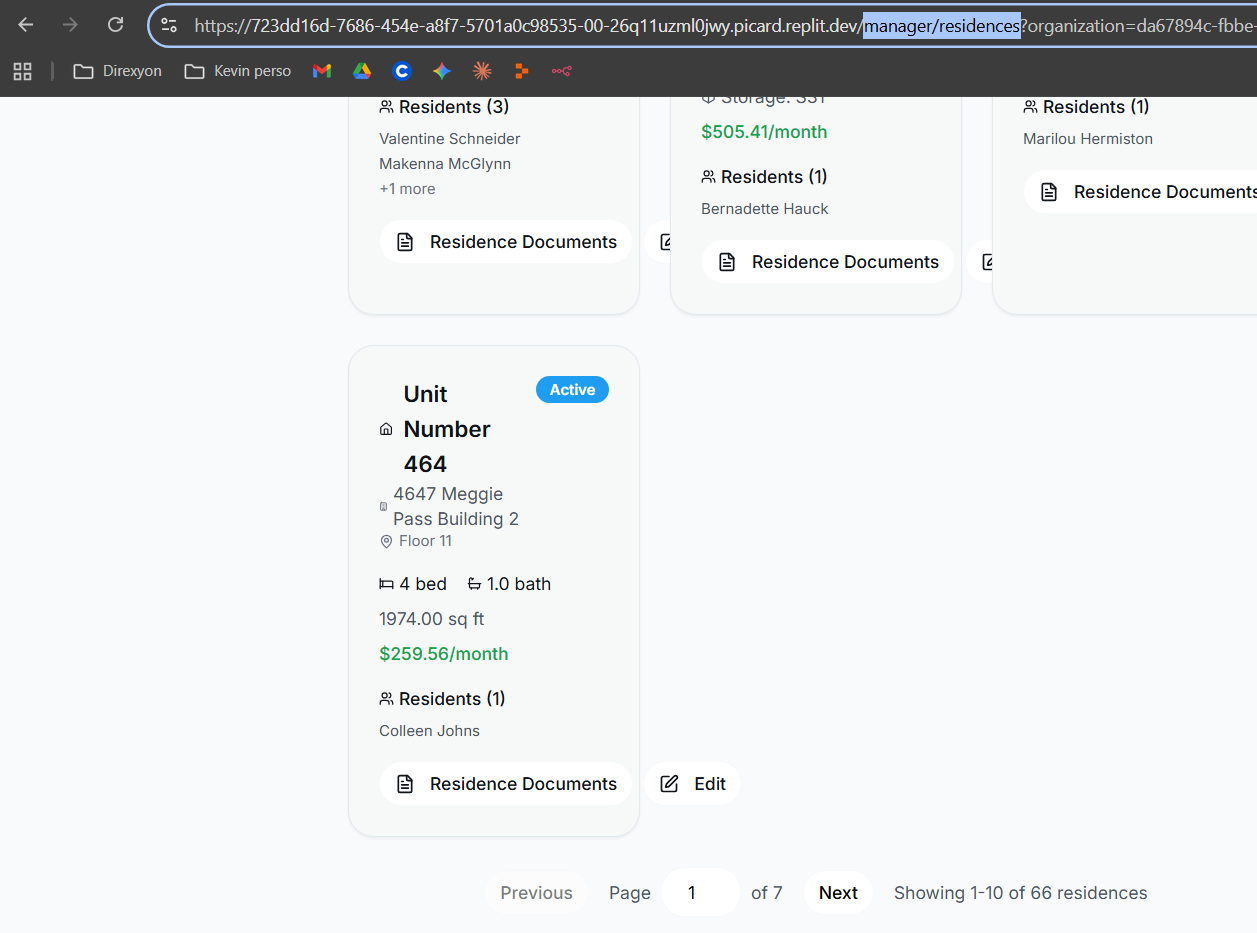 https://723dd16d-7686-454e-a8f7-5701a0c98535-00-26q11uzml0jwy.picard.replit.dev/manager/residences?organization=da67894c-fbbe-
Direxyon
Kevin perso
Residents (3)
Valentine Schneider
Makenna McGlynn
+1 more
Residence Documents
Storage: SS1
$505.41/month
Residents (1)
Bernadette Hauck
Residence Documents
Residents (1)
Marilou Hermiston
Residence Documents
Unit
Number
464
Active
4647 Meggie
Pass Building 2
Floor 11
4 bed 1.0 bath
1974.00 sq ft
$259.56/month
Residents (1)
Colleen Johns
Residence Documents Edit
Previous Page 1 of 7 Next Showing 1-10 of 66 residences